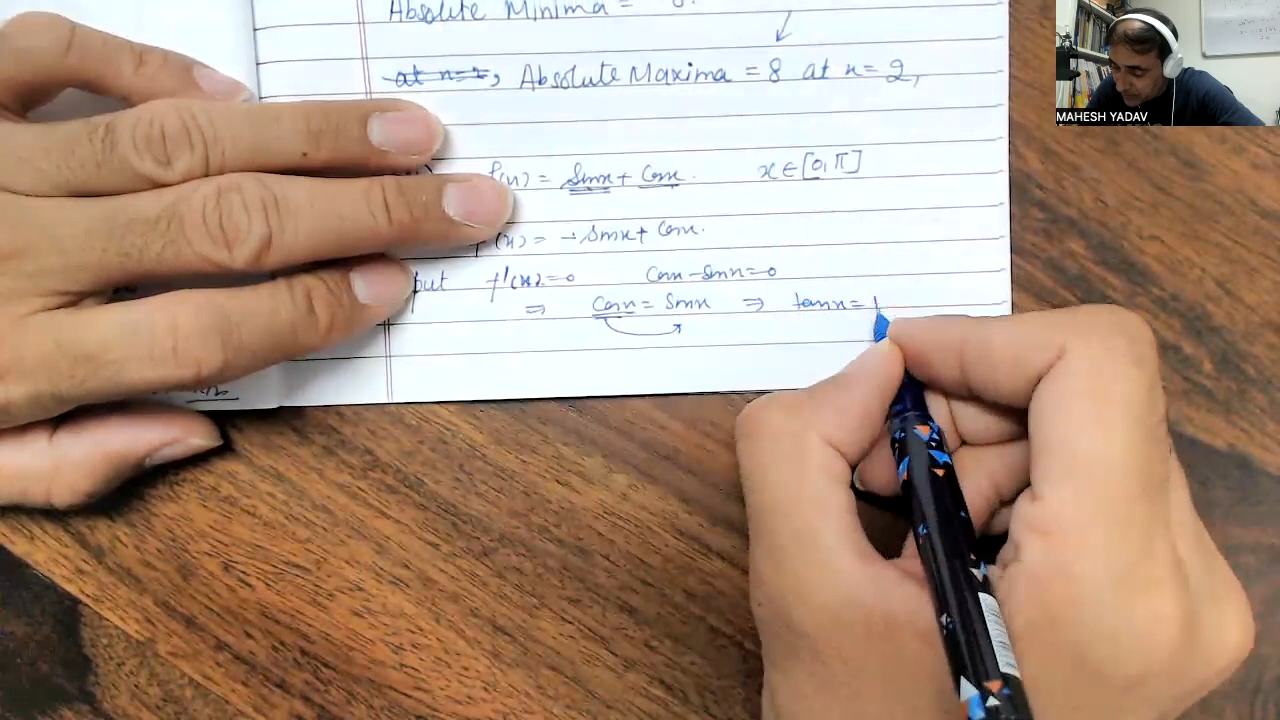 Absolute Minima =
at x=2, Absolute Maxima = 8 at x=2,
f(x) = Sinx + Cosx. x ∈ [0, π]
(x) = - Sinx + Cosx.
put f'(x)=0 Cosx - Sinx = 0
⇒ Cosx = Sinx ⇒ tanx = 1
MAHESH YADAV